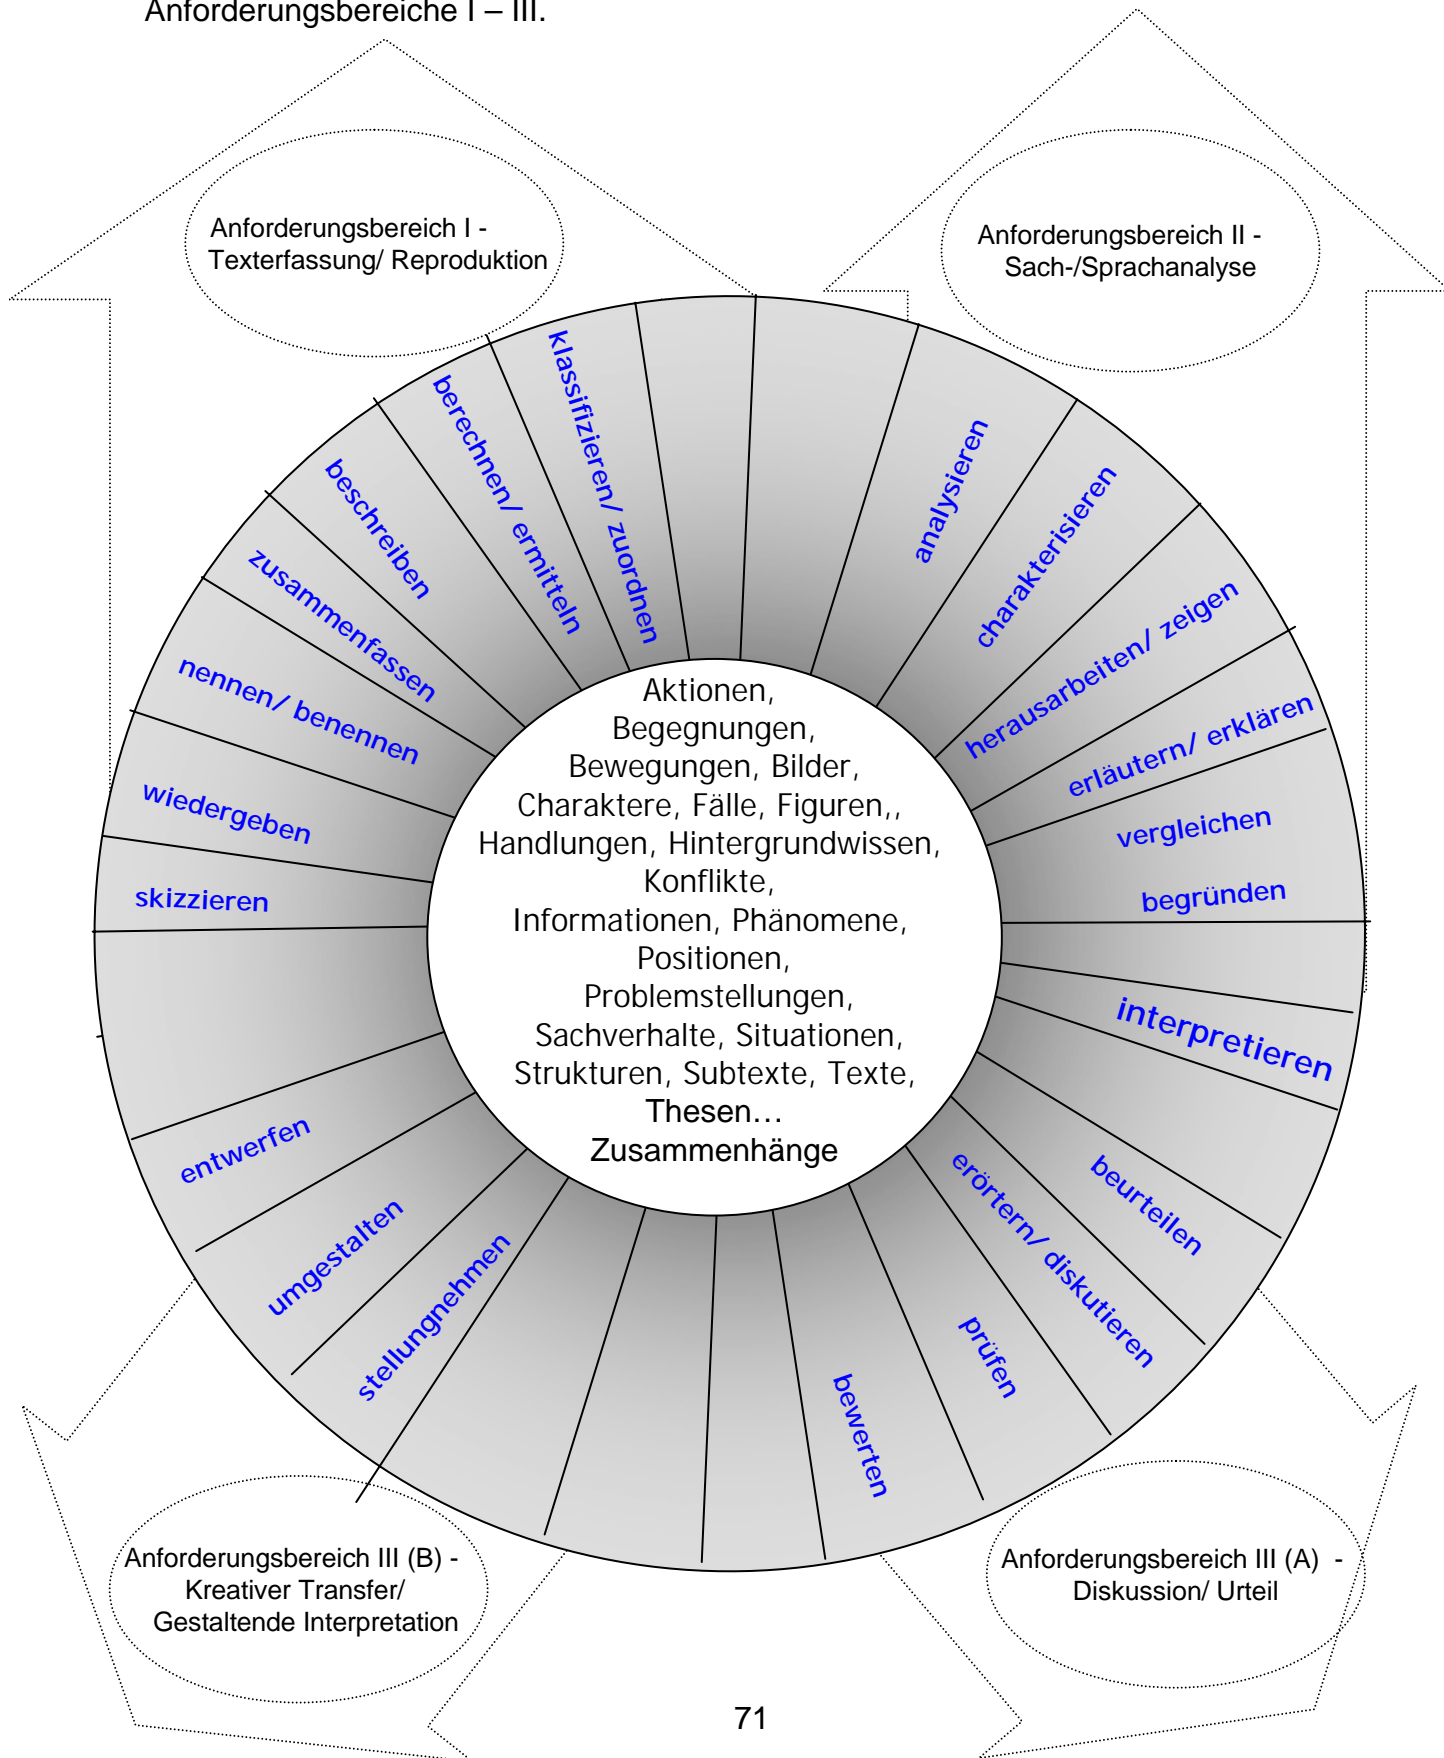 Anforderungsbereiche I – III.
Anforderungsbereich I -
Texterfassung/ Reproduktion
Anforderungsbereich II -
Sach-/Sprachanalyse
skizzieren
wiedergeben
nennen/ benennen
zusammenfassen
beschreiben
berechnen/ ermitteln
klassifizieren/ zuordnen
analysieren
charakterisieren
herausarbeiten/ zeigen
erläutern/ erklären
vergleichen
begründen
interpretieren
beurteilen
erörtern/ diskutieren
prüfen
bewerten
stellungnehmen
umgestalten
entwerfen
Aktionen,
Begegnungen,
Bewegungen, Bilder,
Charaktere, Fälle, Figuren,,
Handlungen, Hintergrundwissen,
Konflikte,
Informationen, Phänomene,
Positionen,
Problemstellungen,
Sachverhalte, Situationen,
Strukturen, Subtexte, Texte,
Thesen…
Zusammenhänge
Anforderungsbereich III (B) -
Kreativer Transfer/
Gestaltende Interpretation
Anforderungsbereich III (A) -
Diskussion/ Urteil
71